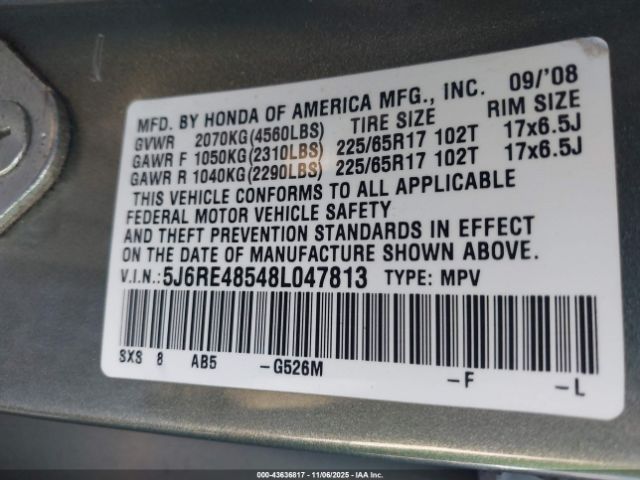 MFD. BY HONDA OF AMERICA MFG., INC. 09/'08
GVWR 2070KG(4560LBS) TIRE SIZE RIM SIZE
GAWR F 1050KG(2310LBS) 225/65R17 102T 17x6.5J
GAWR R 1040KG(2290LBS) 225/65R17 102T 17x6.5J
THIS VEHICLE CONFORMS TO ALL APPLICABLE
FEDERAL MOTOR VEHICLE SAFETY
AND THEFT PREVENTION STANDARDS IN EFFECT
ON THE DATE OF MANUFACTURE SHOWN ABOVE.
V.I.N.: 5J6RE48548L047813 TYPE: MPV
SXS 8 AB5 -G526M -F -L
000-43636817 - 11/06/2025 - IAA Inc.